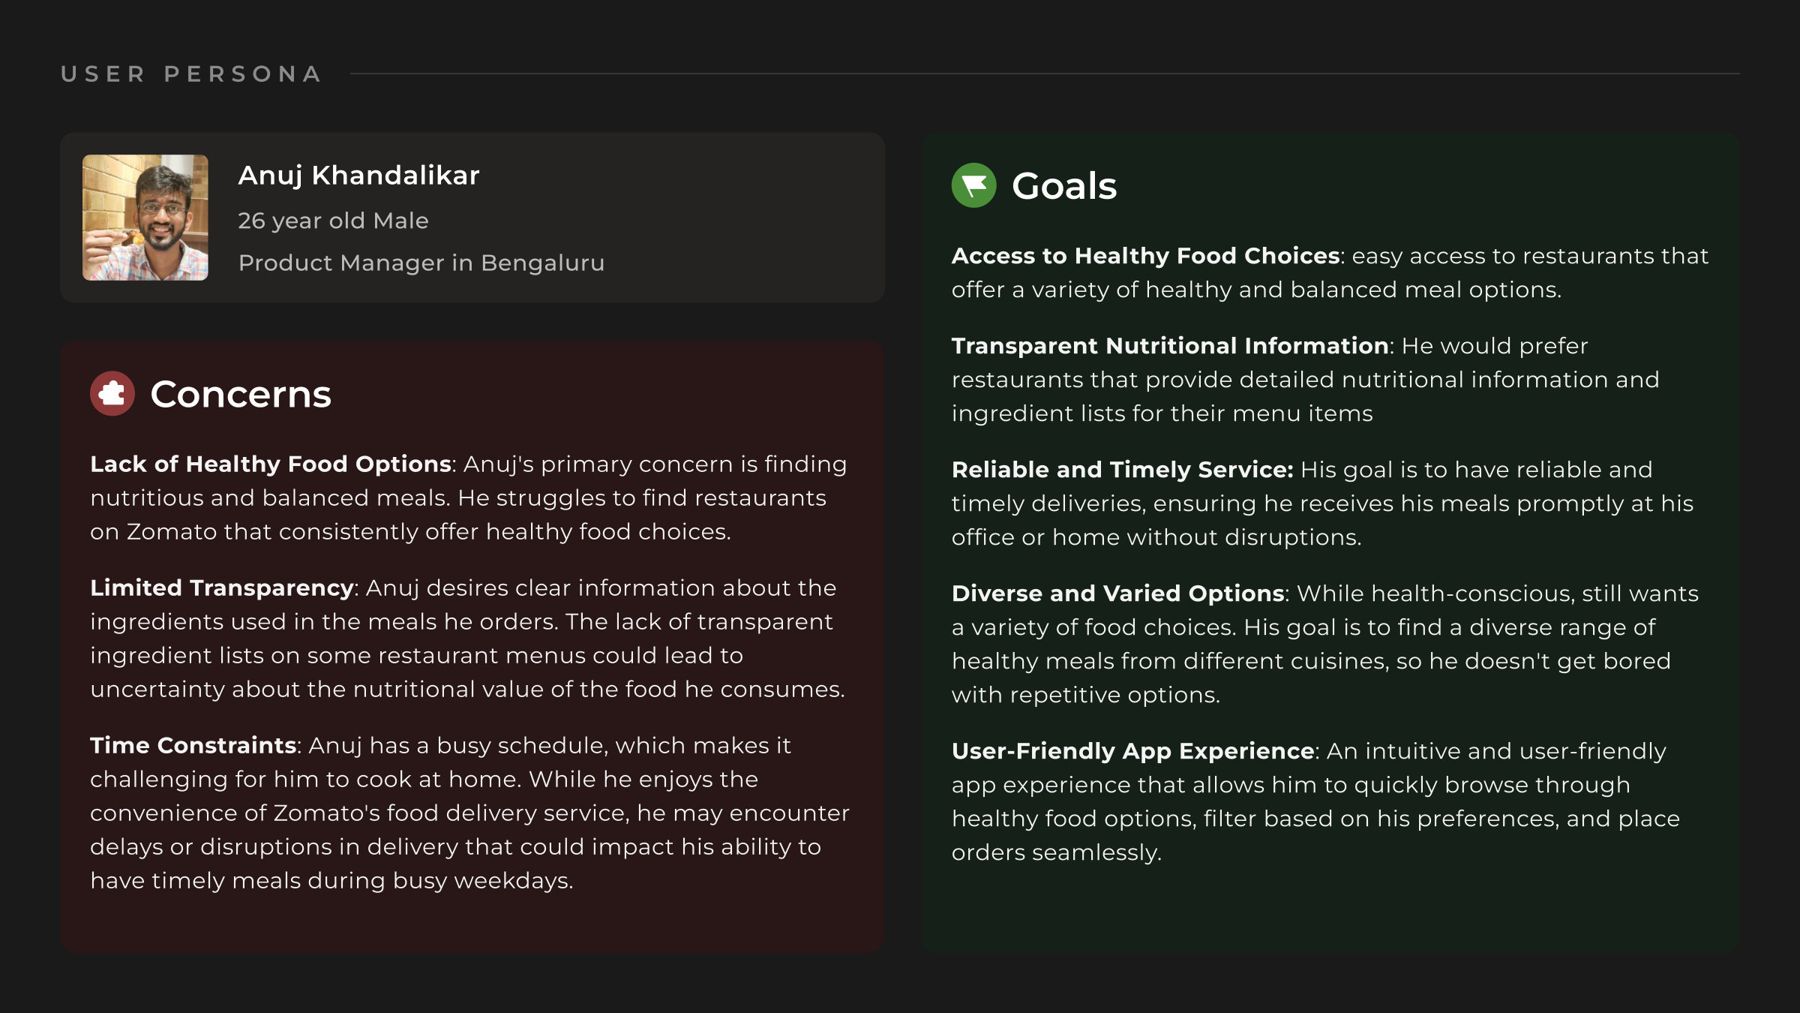 USER PERSONA
Anuj Khandalikar
26 year old Male
Product Manager in Bengaluru
Concerns
Lack of Healthy Food Options: Anuj's primary concern is finding
nutritious and balanced meals. He struggles to find restaurants
on Zomato that consistently offer healthy food choices.
Limited Transparency: Anuj desires clear information about the
ingredients used in the meals he orders. The lack of transparent
ingredient lists on some restaurant menus could lead to
uncertainty about the nutritional value of the food he consumes.
Time Constraints: Anuj has a busy schedule, which makes it
challenging for him to cook at home. While he enjoys the
convenience of Zomato's food delivery service, he may encounter
delays or disruptions in delivery that could impact his ability to
have timely meals during busy weekdays.
Goals
Access to Healthy Food Choices: easy access to restaurants that
offer a variety of healthy and balanced meal options.
Transparent Nutritional Information: He would prefer
restaurants that provide detailed nutritional information and
ingredient lists for their menu items
Reliable and Timely Service: His goal is to have reliable and
timely deliveries, ensuring he receives his meals promptly at his
office or home without disruptions.
Diverse and Varied Options: While health-conscious, still wants
a variety of food choices. His goal is to find a diverse range of
healthy meals from different cuisines, so he doesn't get bored
with repetitive options.
User-Friendly App Experience: An intuitive and user-friendly
app experience that allows him to quickly browse through
healthy food options, filter based on his preferences, and place
orders seamlessly.